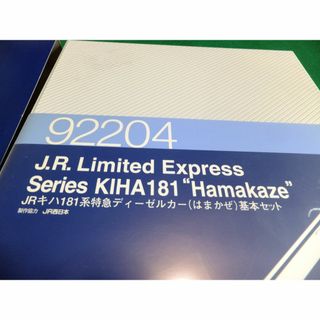 92204
J.R. Limited Express
Series KIHA181 “Hamakaze”
JRキハ181系特急ディーゼルカー(はまかぜ)基本セット
製作協力 JR西日本